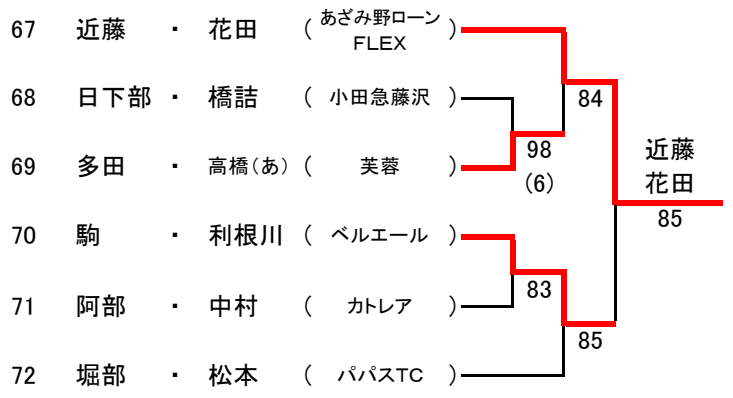 67 近藤 ・ 花田 ( あざみ野ローン FLEX )
68 日下部 ・ 橋詰 ( 小田急藤沢 )
84
69 多田 ・ 高橋(あ) ( 芙蓉 )
98
(6)
近藤
花田
85
70 駒 ・ 利根川 ( ベルエール )
71 阿部 ・ 中村 ( カトレア )
83
85
72 堀部 ・ 松本 ( パパスTC )